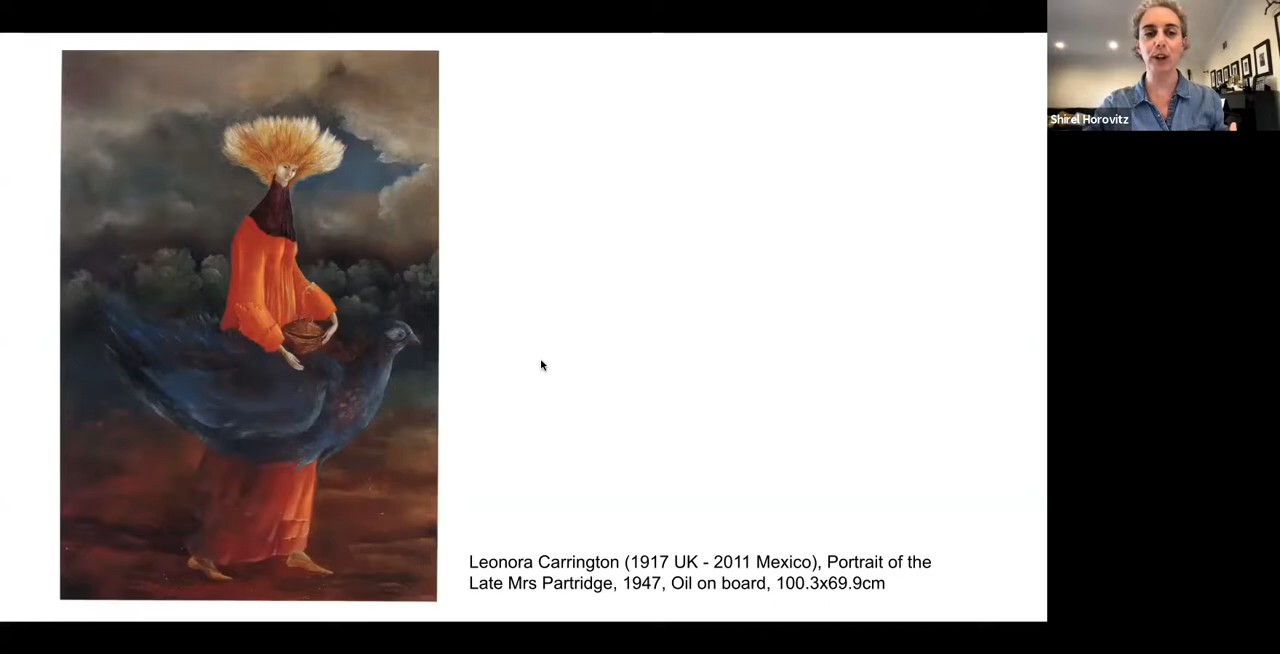 Shirel Horovitz
Leonora Carrington (1917 UK - 2011 Mexico), Portrait of the
Late Mrs Partridge, 1947, Oil on board, 100.3x69.9cm